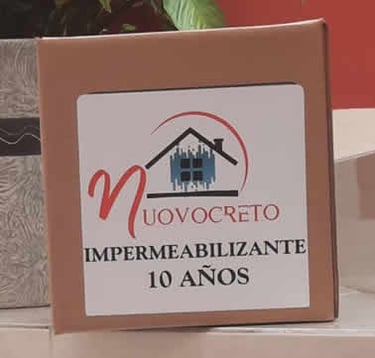 NUOVOCRETO
IMPERMEABILIZANTE
10 AÑOS